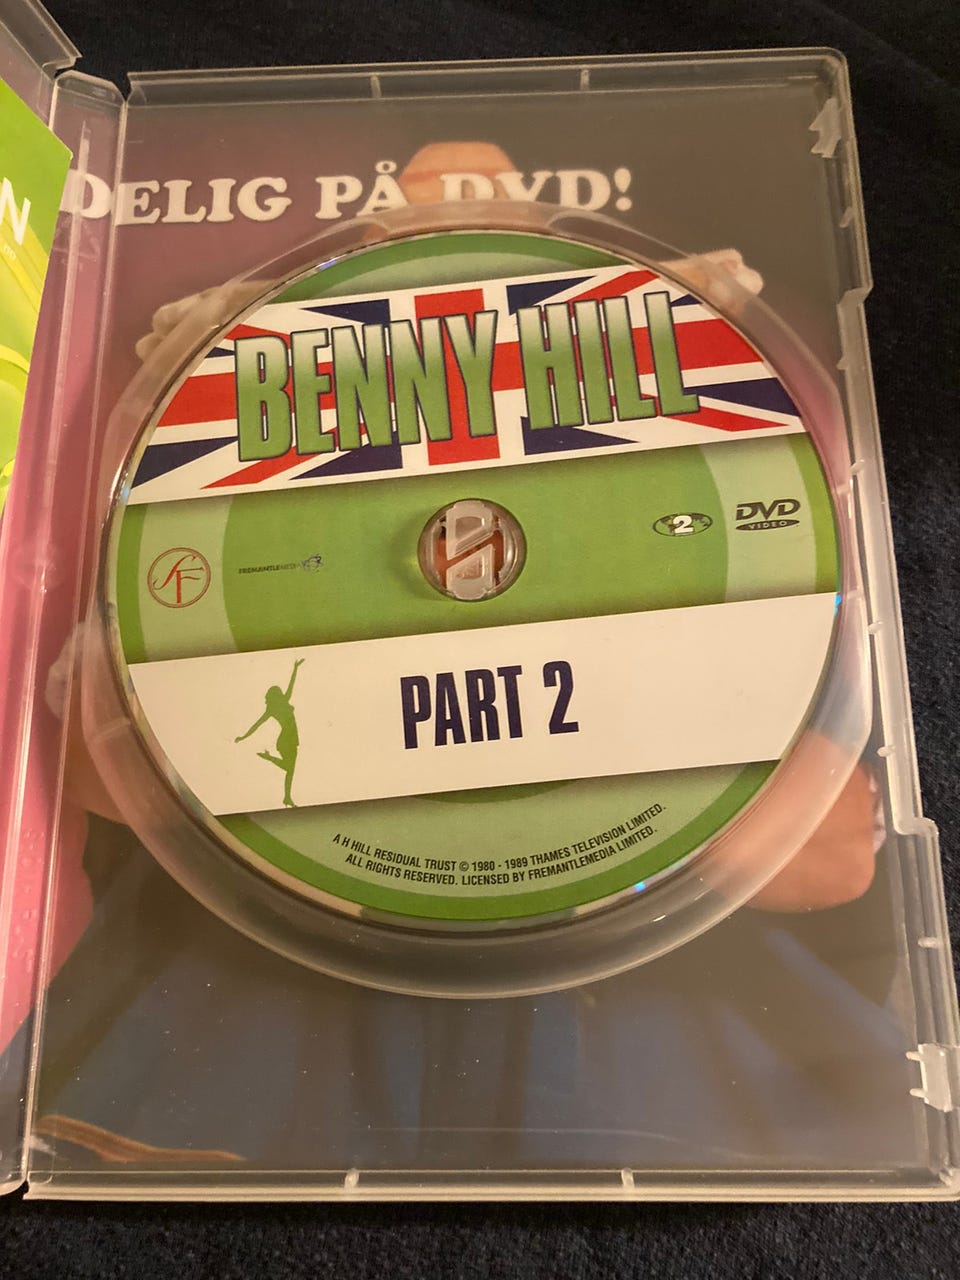 N
DELIG PÅ DVD!
BENNY HILL
SF
FREMANTLEMEDIA
2
DVD
VIDEO
PART 2
A H HILL RESIDUAL TRUST © 1980 - 1989 THAMES TELEVISION LIMITED.
ALL RIGHTS RESERVED. LICENSED BY FREMANTLEMEDIA LIMITED.